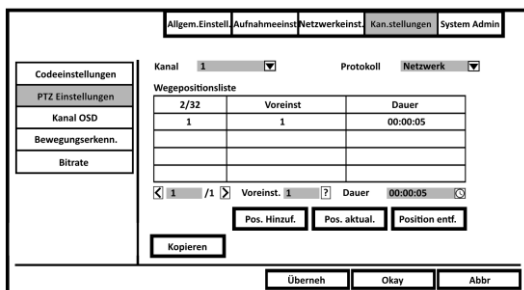 Allgem.Einstell. Aufnahmeeinst Netzwerkeinst. Kan.stellungen System Admin
Codeeinstellungen
PTZ Einstellungen
Kanal OSD
Bewegungserkenn.
Bitrate
Kanal 1 Protokoll Netzwerk
Wegepositionsliste
2/32 Voreinst Dauer
1 1 00:00:05
< 1 /1 > Voreinst. 1 ? Dauer 00:00:05
Pos. Hinzuf. Pos. aktual. Position entf.
Kopieren
Überneh Okay Abbr